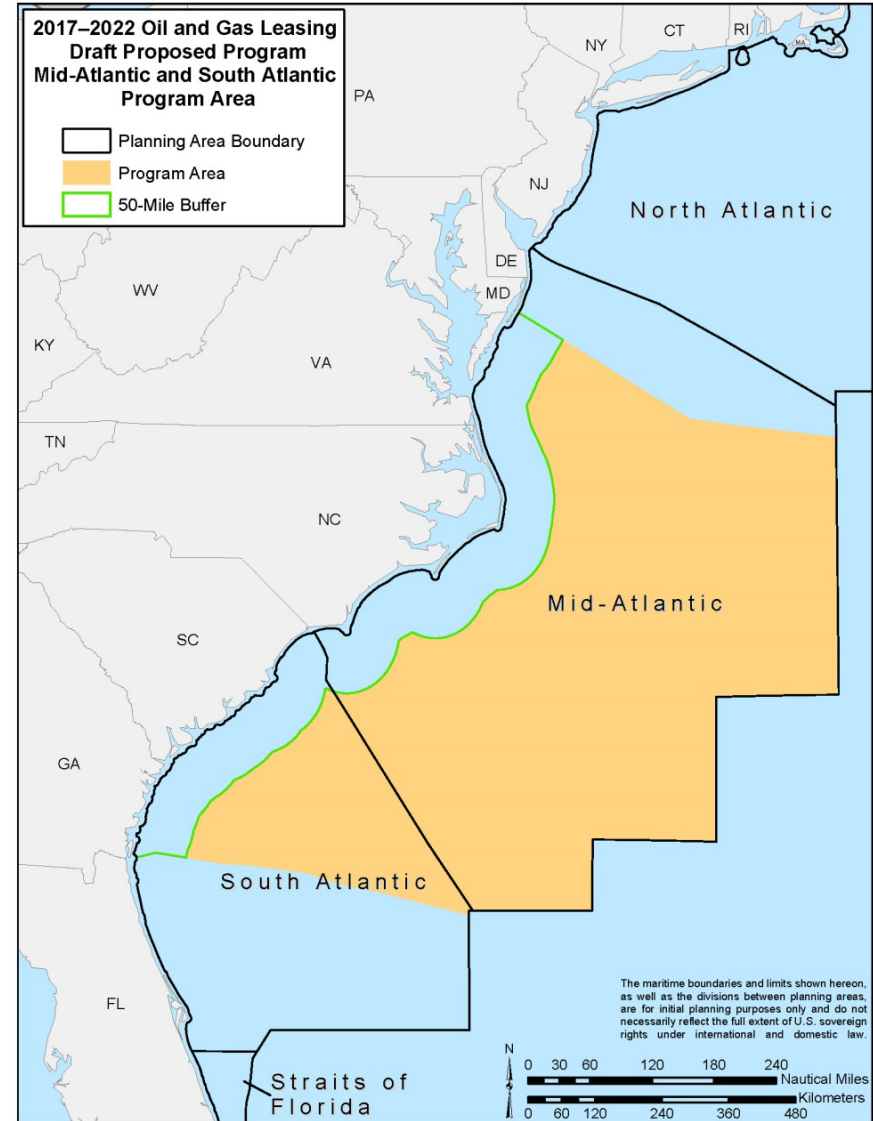 2017–2022 Oil and Gas Leasing
Draft Proposed Program
Mid-Atlantic and South Atlantic
Program Area
Planning Area Boundary
Program Area
50-Mile Buffer
NY
CT
RI
MA
PA
NJ
North Atlantic
DE
MD
WV
KY
VA
TN
NC
Mid-Atlantic
SC
GA
South Atlantic
FL
The maritime boundaries and limits shown hereon,
as well as the divisions between planning areas,
are for initial planning purposes only and do not
necessarily reflect the full extent of U.S. sovereign
rights under international and domestic law.
Straits of
Florida
N
0 30 60 120 180 240
Nautical Miles
Kilometers
0 60 120 240 360 480